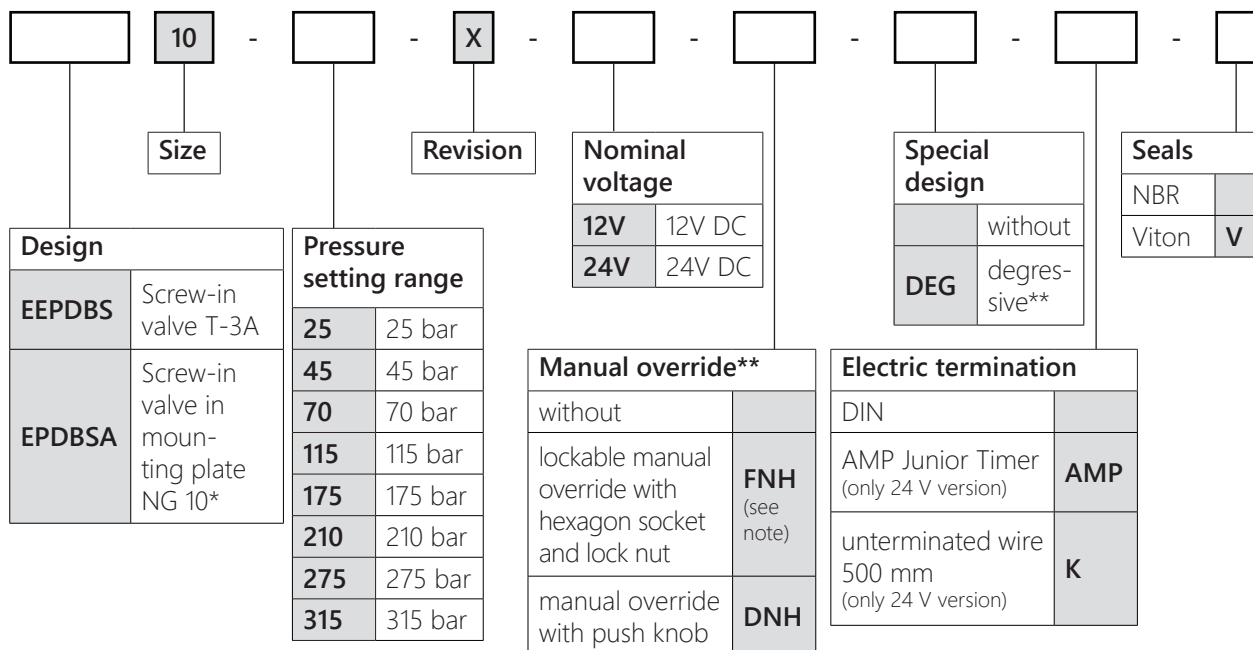 10 - - X - - - - -
Size
Revision
Nominal
voltage
12V 12V DC
24V 24V DC
Special
design
without
DEG degres-
sive**
Seals
NBR
Viton V
Design
EEPDBS Screw-in
valve T-3A
EPDBSA Screw-in
valve in
moun-
ting plate
NG 10*
Pressure
setting range
25 25 bar
45 45 bar
70 70 bar
115 115 bar
175 175 bar
210 210 bar
275 275 bar
315 315 bar
Manual override**
without
lockable manual
override with
hexagon socket
and lock nut
FNH
(see
note)
manual override
with push knob
DNH
Electric termination
DIN
AMP Junior Timer
(only 24 V version)
AMP
unterminated wire
500 mm
(only 24 V version)
K